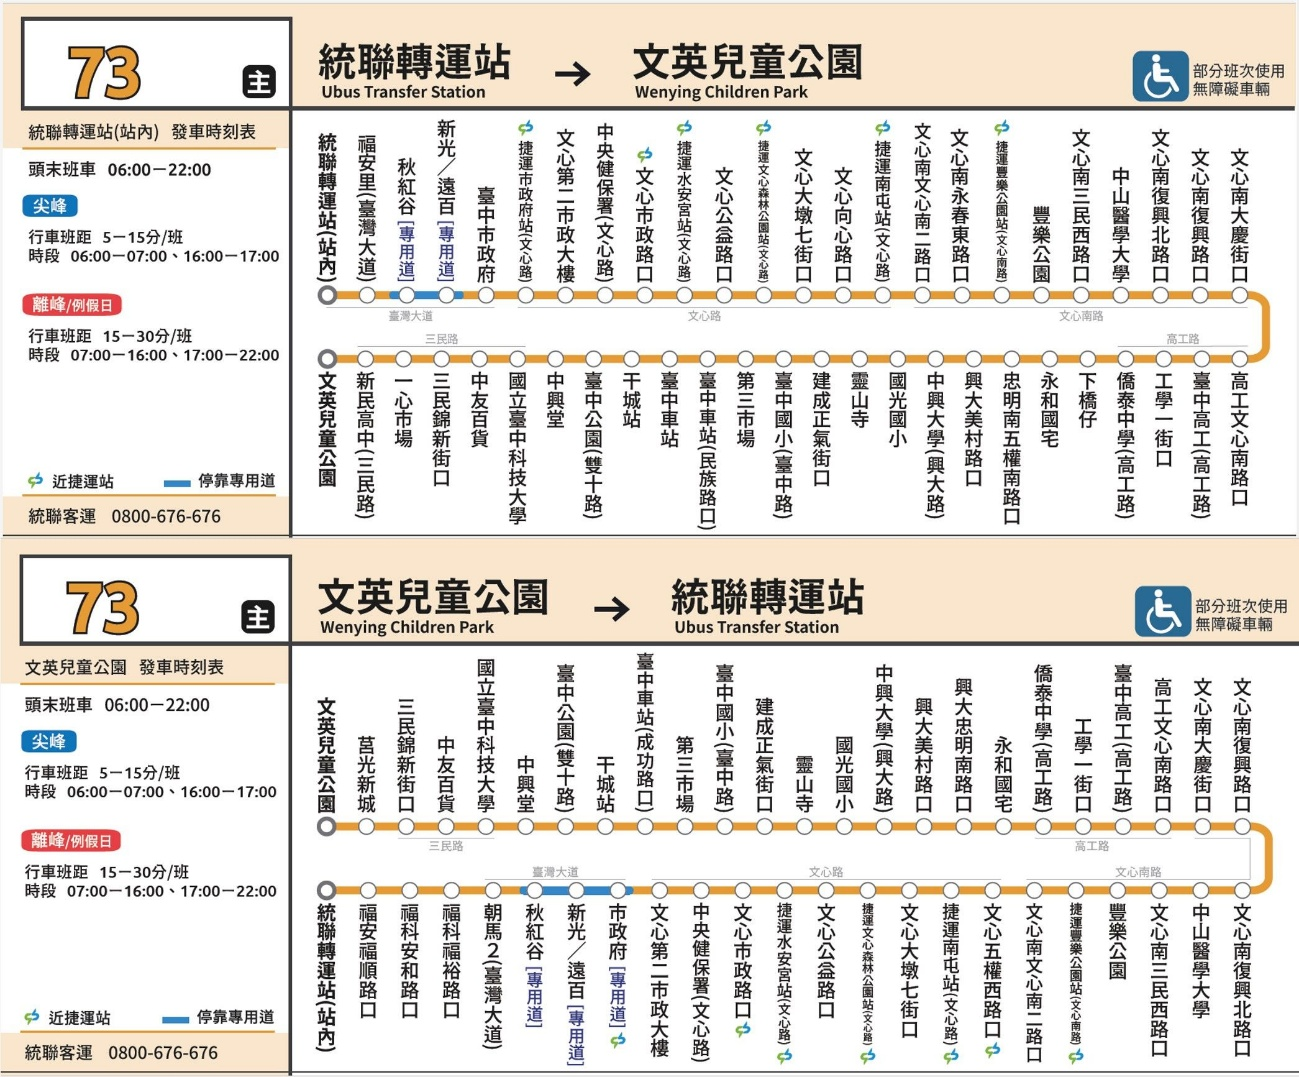 73
主
統聯轉運站 → 文英兒童公園
Ubus Transfer Station
Wenying Children Park
部分班次使用
無障礙車輛
統聯轉運站(站內) 發車時刻表
頭末班車 06:00－22:00
尖峰
行車班距 5－15分/班
時段 06:00－07:00、16:00－17:00
離峰/例假日
行車班距 15－30分/班
時段 07:00－16:00、17:00－22:00
近捷運站
停靠專用道
統聯客運 0800-676-676
統聯轉運站(站內)
福安里(臺灣大道)
秋紅谷[專用道]
新光／遠百[專用道]
臺中市政府
捷運市政府站(文心路)
文心第二市政大樓
中央健保署(文心路)
文心市政路口
捷運水安宮站(文心路)
文心公益路口
捷運文心森林公園站(文心路)
文心大墩七街口
文心向心路口
捷運南屯站(文心路)
文心南文心南二路口
文心南永春東路口
捷運豐樂公園站(文心南路)
豐樂公園
文心南三民西路口
中山醫學大學
文心南復興北路口
文心南復興路口
文心南大慶街口
臺灣大道
文心路
文心南路
三民路
高工路
文英兒童公園
新民高中(三民路)
一心市場
三民錦新街口
中友百貨
國立臺中科技大學
中興堂
臺中公園(雙十路)
干城站
臺中車站
臺中車站(民族路口)
第三市場
臺中國小(臺中路)
建成正氣街口
靈山寺
國光國小
中興大學(興大路)
興大美村路口
忠明南五權南路口
永和國宅
下橋仔
僑泰中學(高工路)
工學一街口
臺中高工(高工路)
高工文心南路口
73
主
文英兒童公園 → 統聯轉運站
Wenying Children Park
Ubus Transfer Station
部分班次使用
無障礙車輛
文英兒童公園 發車時刻表
頭末班車 06:00－22:00
尖峰
行車班距 5－15分/班
時段 06:00－07:00、16:00－17:00
離峰/例假日
行車班距 15－30分/班
時段 07:00－16:00、17:00－22:00
近捷運站
停靠專用道
統聯客運 0800-676-676
文英兒童公園
莒光新城
三民錦新街口
中友百貨
國立臺中科技大學
中興堂
臺中公園(雙十路)
干城站
臺中車站(成功路口)
第三市場
臺中國小(臺中路)
建成正氣街口
靈山寺
國光國小
中興大學(興大路)
興大美村路口
興大忠明南路口
永和國宅
僑泰中學(高工路)
工學一街口
臺中高工(高工路)
高工文心南路口
文心南大慶街口
文心南復興路口
三民路
高工路
臺灣大道
文心路
文心南路
統聯轉運站(站內)
福安福順路口
福科安和路口
福科福裕路口
朝馬2(臺灣大道)
秋紅谷[專用道]
新光／遠百[專用道]
市政府[專用道]
文心第二市政大樓
中央健保署(文心路)
文心市政路口
捷運水安宮站(文心路)
文心公益路口
捷運文心森林公園站(文心路)
文心大墩七街口
捷運南屯站(文心路)
文心五權西路口
文心南文心南二路口
捷運豐樂公園站(文心南路)
豐樂公園
文心南三民西路口
中山醫學大學
文心南復興北路口